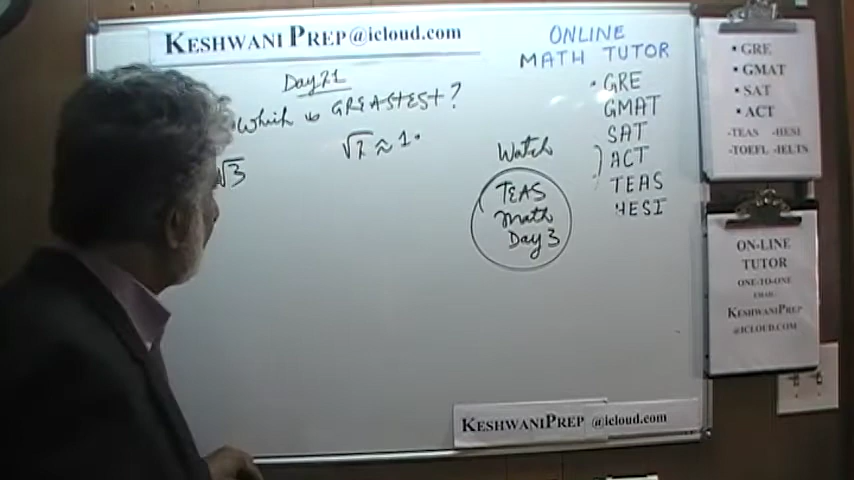 KESHWANI PREP@icloud.com
Day 21
Which is GREASTEST?
√3
≈ 1.
Watch
TEAS
Math
Day 3
ONLINE
MATH TUTOR
• GRE
GMAT
SAT
ACT
TEAS
HESI
▪ GRE
▪ GMAT
▪ SAT
▪ ACT
-TEAS -HESI
-TOEFL -IELTS
ON-LINE
TUTOR
ONE-TO-ONE
EMAIL:
KESHWANIPREP
@ICLOUD.COM
KESHWANIPREP @icloud.com